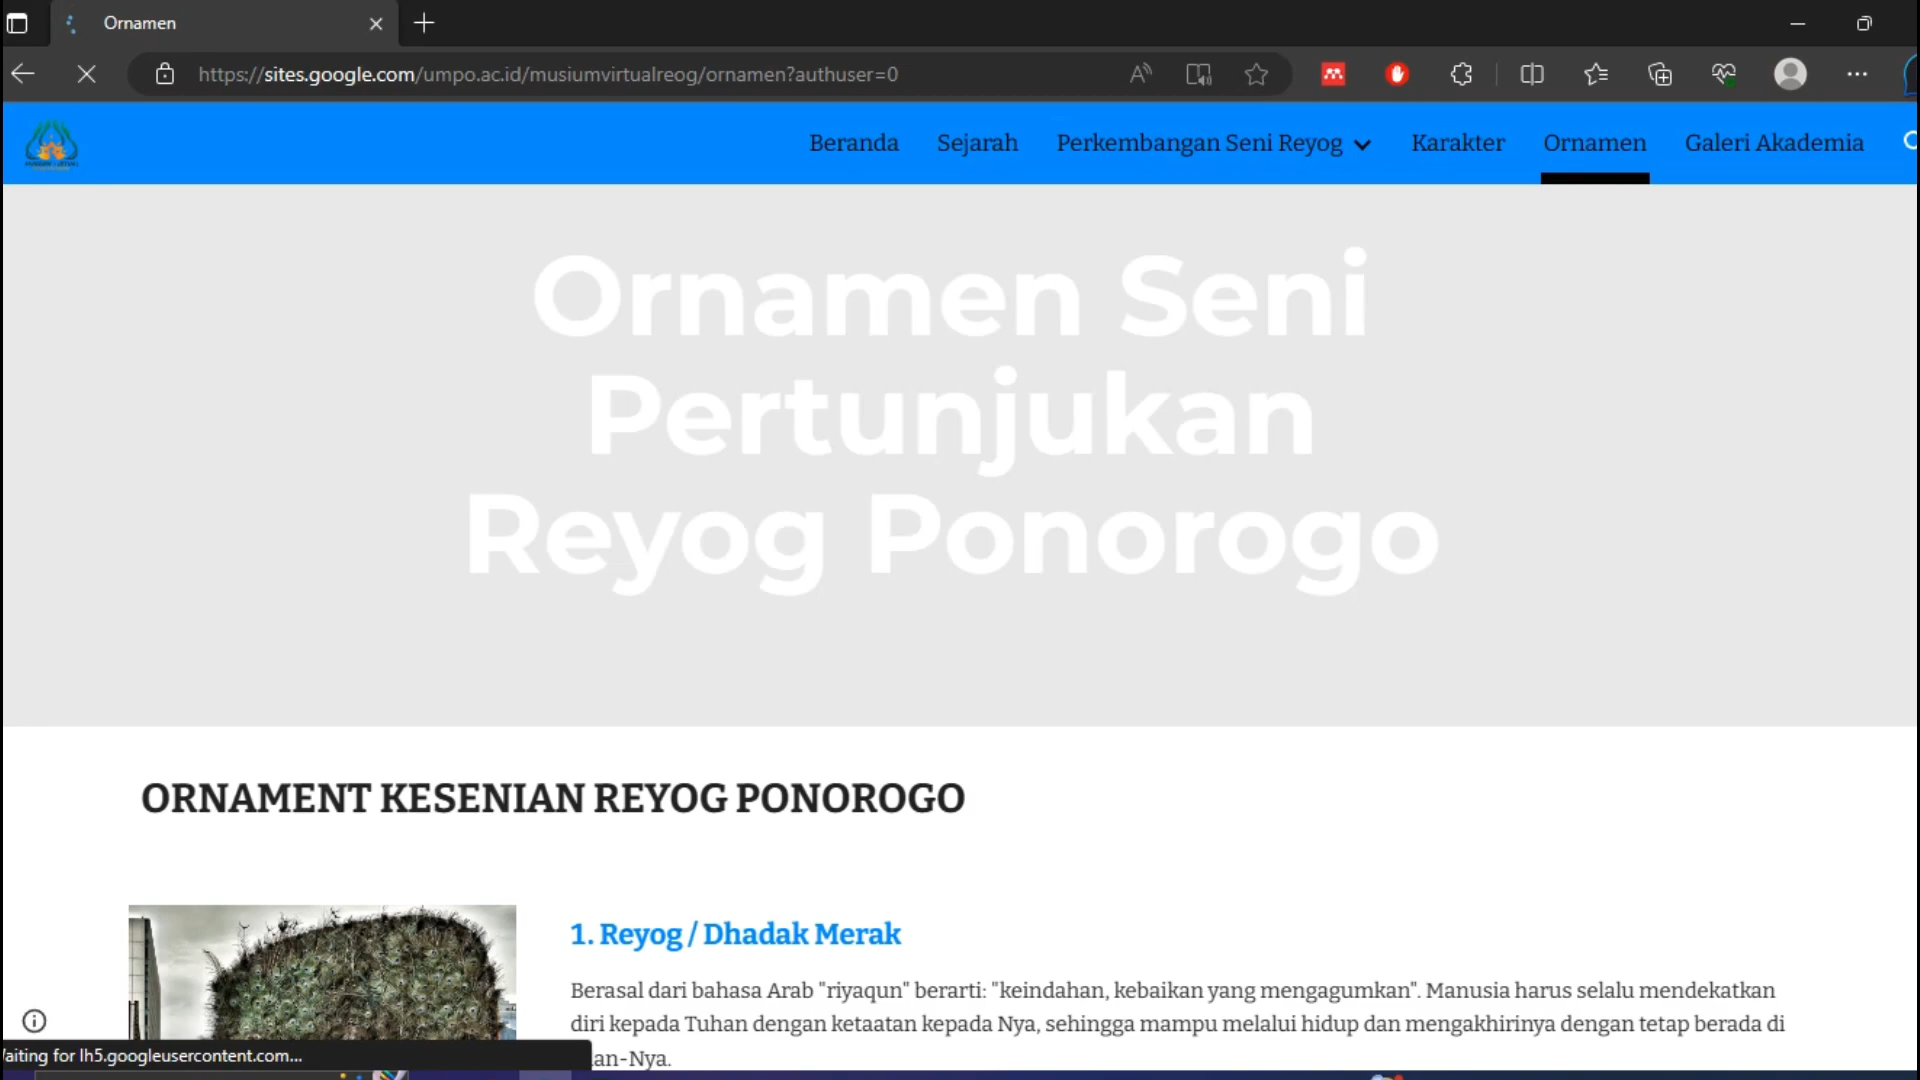 Ornamen
https://sites.google.com/umpo.ac.id/musiumvirtualreog/ornamen?authuser=0
Beranda Sejarah Perkembangan Seni Reyog Karakter Ornamen Galeri Akademia
Ornamen Seni
Pertunjukan
Reyog Ponorogo
ORNAMENT KESENIAN REYOG PONOROGO
1. Reyog / Dhadak Merak
Berasal dari bahasa Arab "riyaqun" berarti: "keindahan, kebaikan yang mengagumkan". Manusia harus selalu mendekatkan
diri kepada Tuhan dengan ketaatan kepada Nya, sehingga mampu melalui hidup dan mengakhirinya dengan tetap berada di
an-Nya.
aiting for lh5.googleusercontent.com...